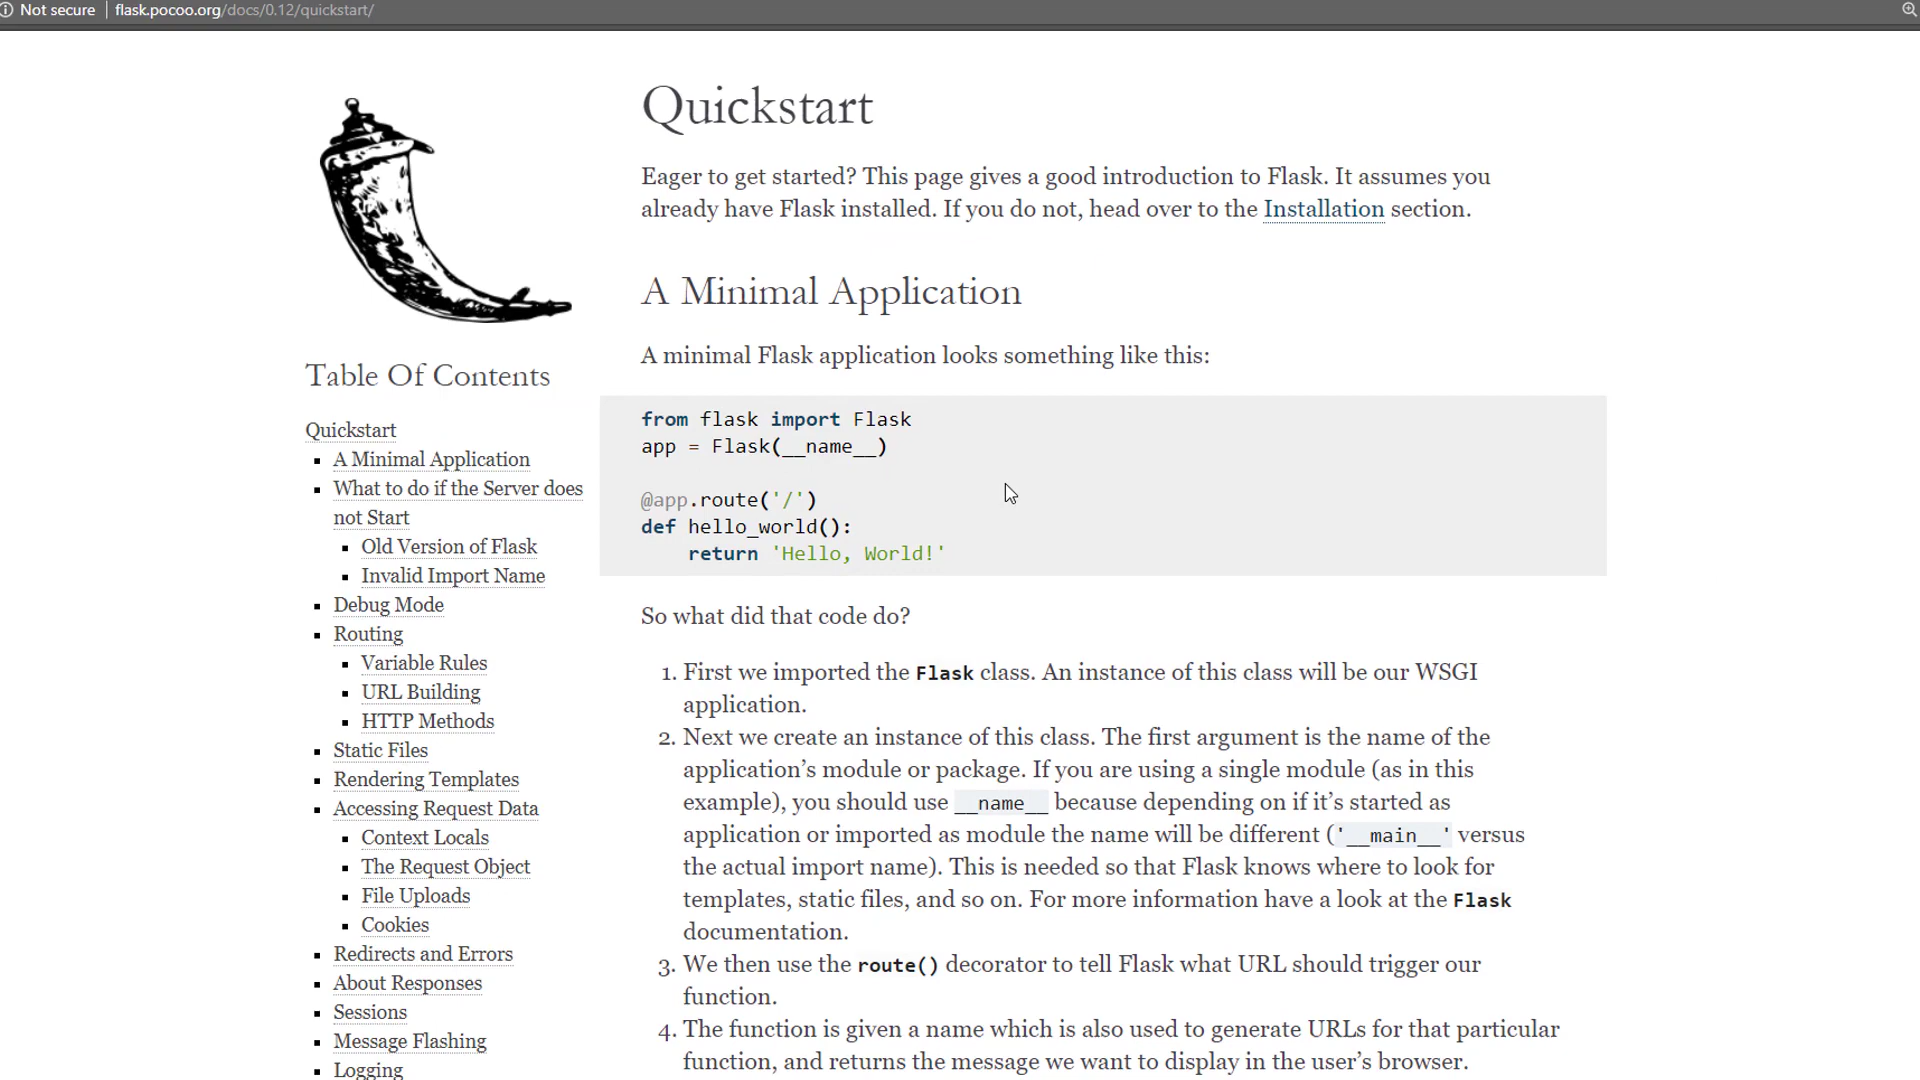 Not secure | flask.pocoo.org/docs/0.12/quickstart/
Quickstart
Eager to get started? This page gives a good introduction to Flask. It assumes you
already have Flask installed. If you do not, head over to the Installation section.
A Minimal Application
A minimal Flask application looks something like this:
from flask import Flask
app = Flask(__name__)
@app.route('/')
def hello_world():
    return 'Hello, World!'
So what did that code do?
1. First we imported the Flask class. An instance of this class will be our WSGI
application.
2. Next we create an instance of this class. The first argument is the name of the
application’s module or package. If you are using a single module (as in this
example), you should use __name__ because depending on if it’s started as
application or imported as module the name will be different ('__main__' versus
the actual import name). This is needed so that Flask knows where to look for
templates, static files, and so on. For more information have a look at the Flask
documentation.
3. We then use the route() decorator to tell Flask what URL should trigger our
function.
4. The function is given a name which is also used to generate URLs for that particular
function, and returns the message we want to display in the user’s browser.
Table Of Contents
Quickstart
A Minimal Application
What to do if the Server does
not Start
Old Version of Flask
Invalid Import Name
Debug Mode
Routing
Variable Rules
URL Building
HTTP Methods
Static Files
Rendering Templates
Accessing Request Data
Context Locals
The Request Object
File Uploads
Cookies
Redirects and Errors
About Responses
Sessions
Message Flashing
Logging